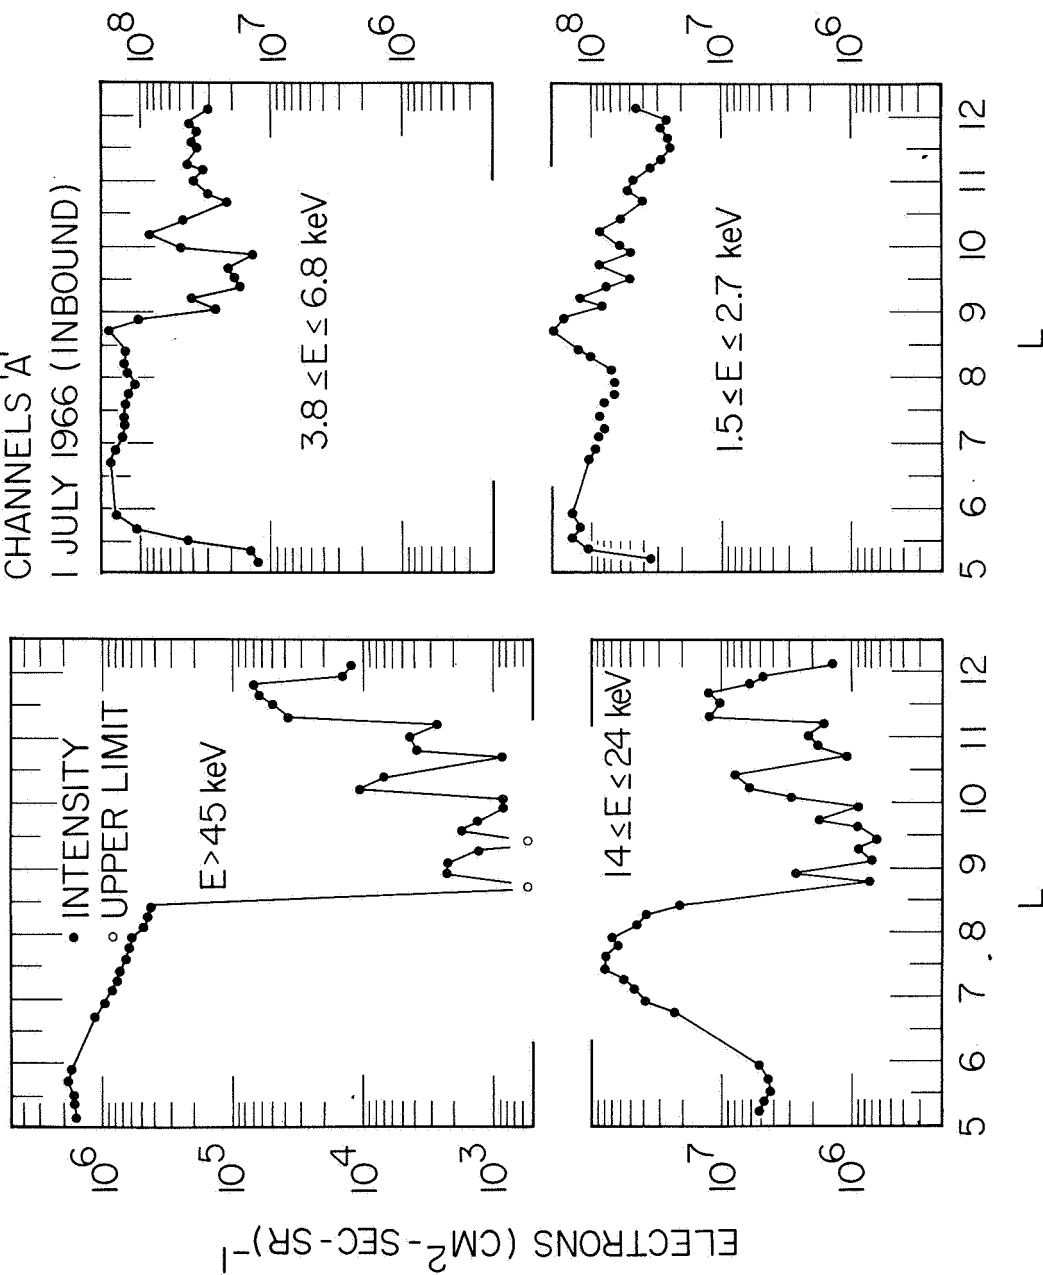 CHANNELS 'A'
1 JULY 1966 (INBOUND)
ELECTRONS (CM²-SEC-SR)⁻¹
● INTENSITY
○ UPPER LIMIT
E>45 keV
10⁶
10⁵
10⁴
10³
3.8 ≤E ≤ 6.8 keV
10⁸
10⁷
10⁶
14 ≤E ≤ 24 keV
10⁷
10⁶
5 6 7 8 9 10 11 12
L
1.5 ≤ E ≤ 2.7 keV
10⁸
10⁷
10⁶
5 6 7 8 9 10 11 12
L